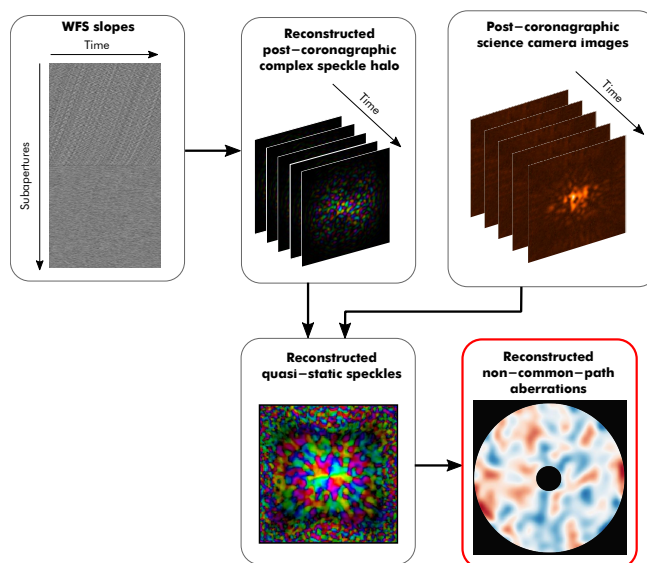 WFS slopes
Time
Subapertures
Reconstructed
post-coronagraphic
complex speckle halo
Time
Post-coronagraphic
science camera images
Time
Reconstructed
quasi-static speckles
Reconstructed
non-common-path
aberrations